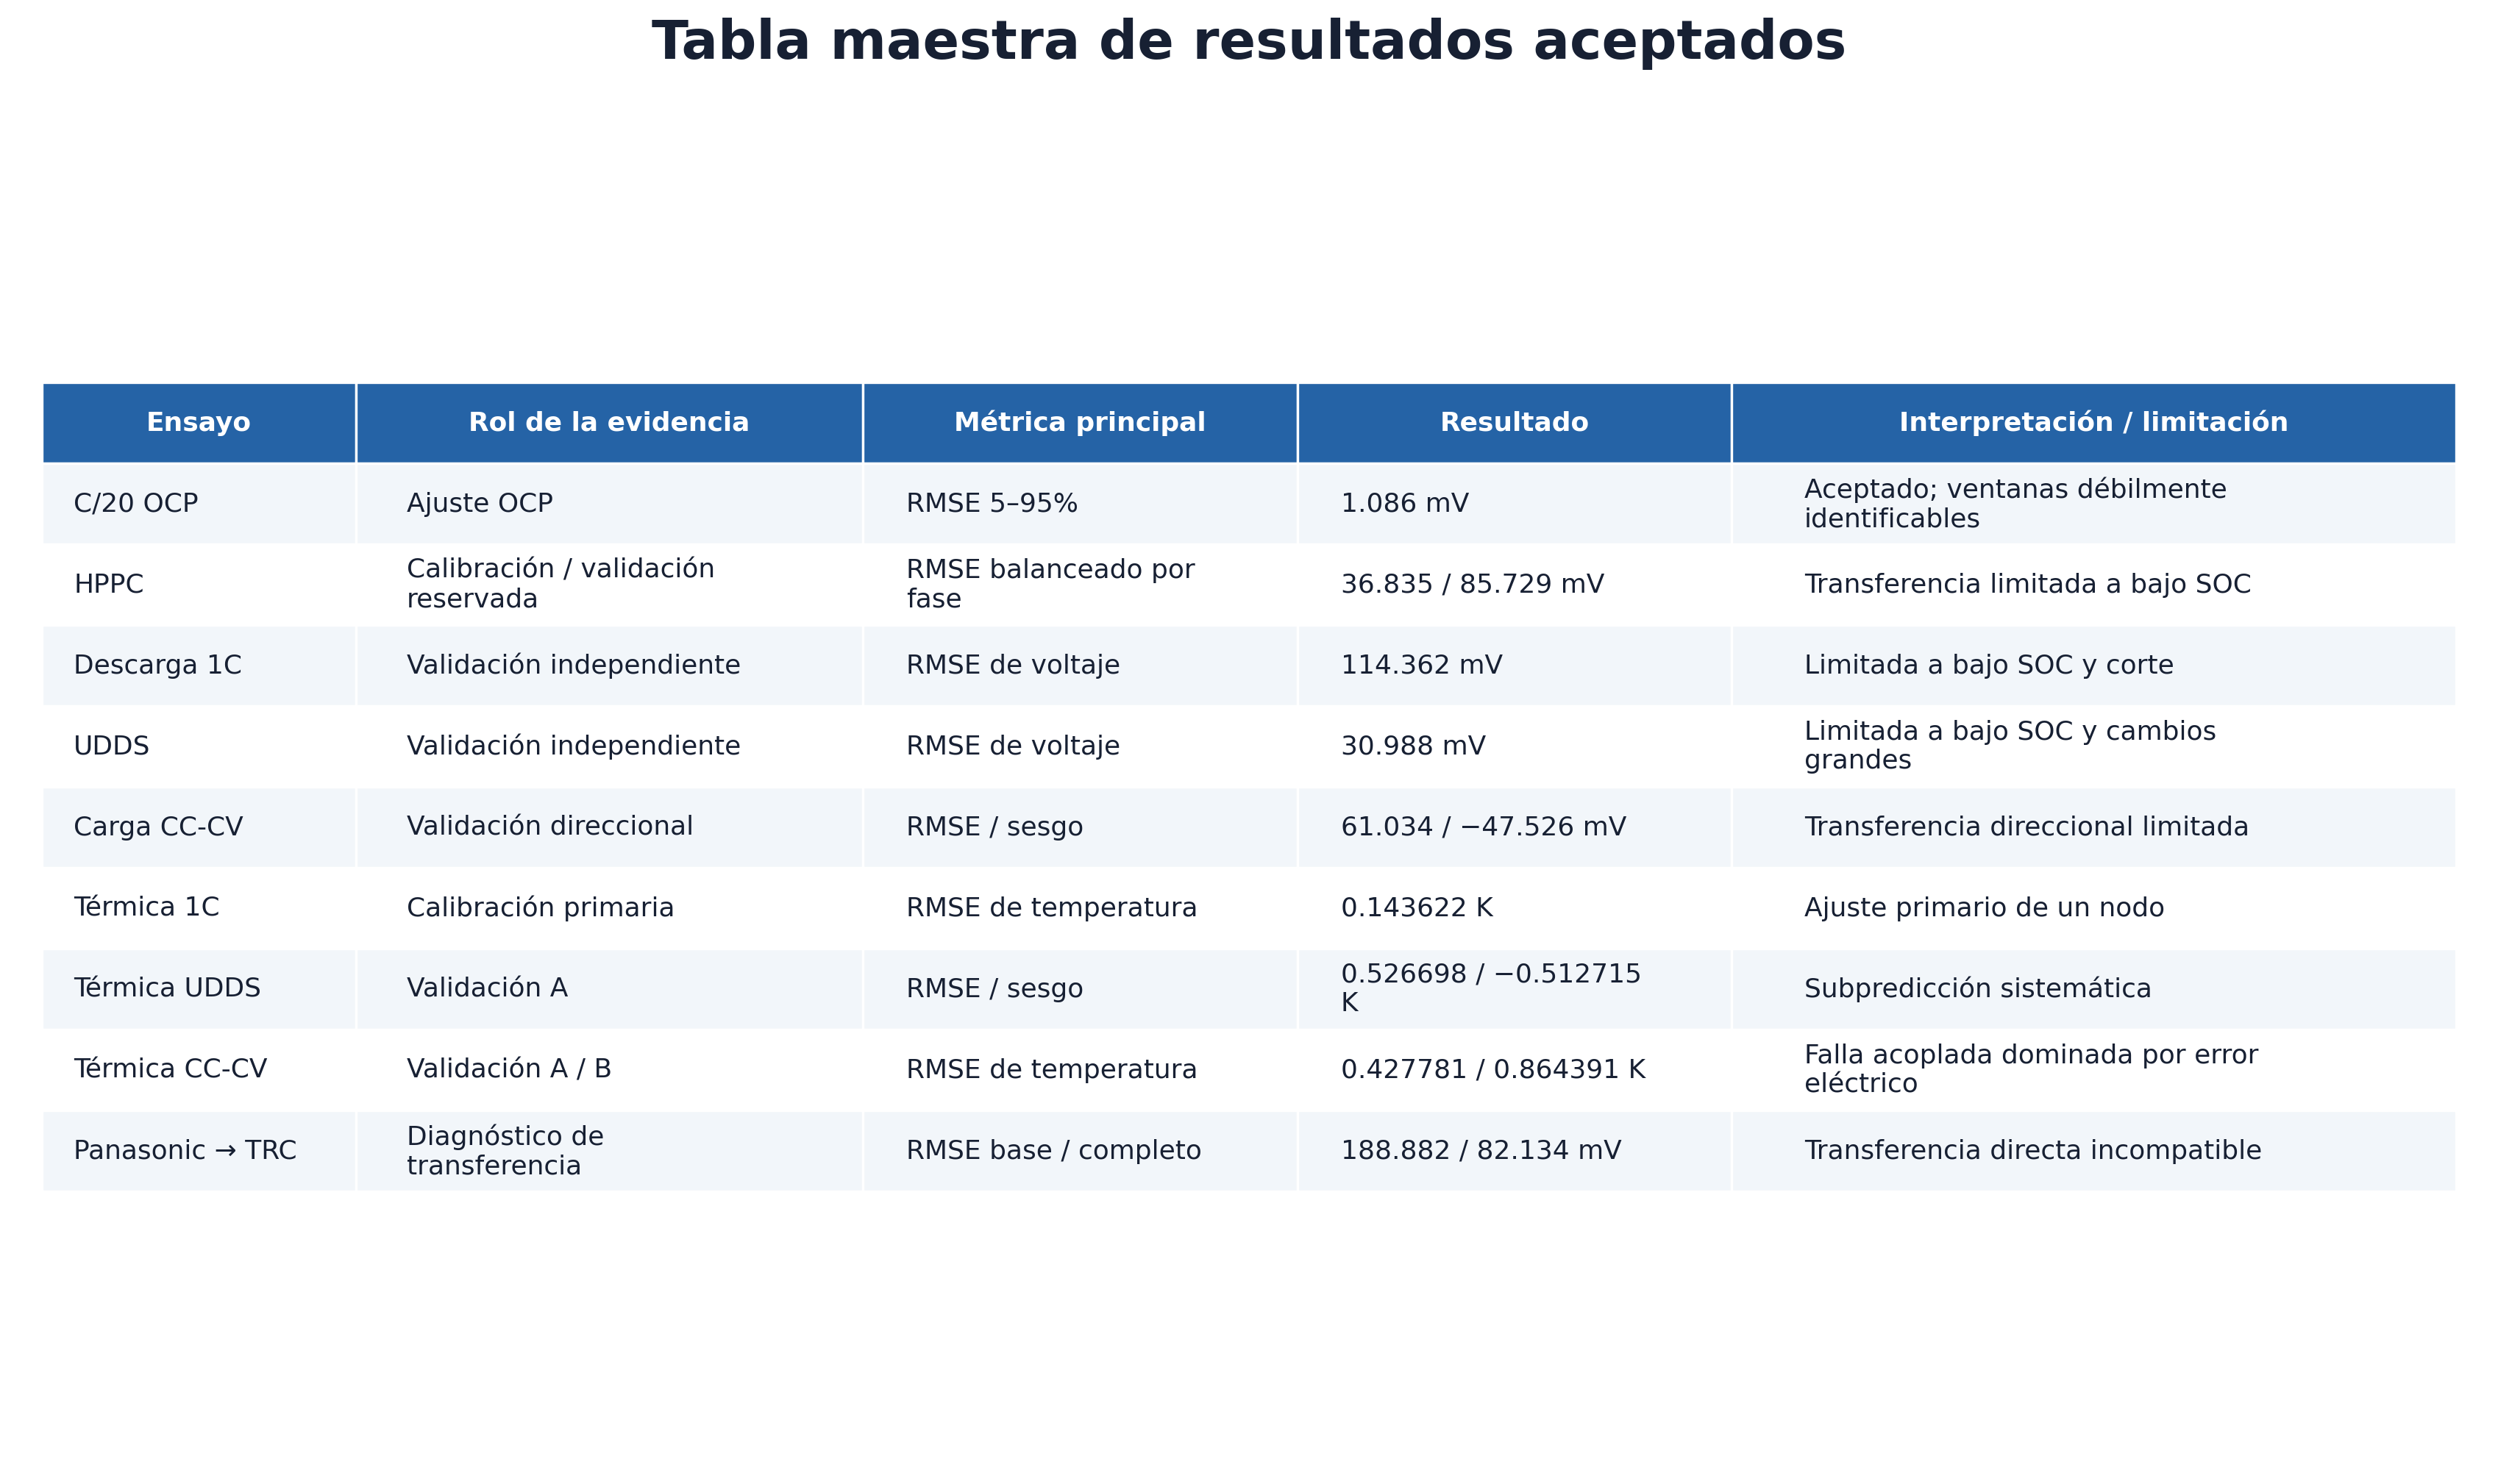 Tabla maestra de resultados aceptados
Ensayo
Rol de la evidencia
Métrica principal
Resultado
Interpretación / limitación
C/20 OCP
Ajuste OCP
RMSE 5–95%
1.086 mV
Aceptado; ventanas débilmente
identificables
HPPC
Calibración / validación
reservada
RMSE balanceado por
fase
36.835 / 85.729 mV
Transferencia limitada a bajo SOC
Descarga 1C
Validación independiente
RMSE de voltaje
114.362 mV
Limitada a bajo SOC y corte
UDDS
Validación independiente
RMSE de voltaje
30.988 mV
Limitada a bajo SOC y cambios
grandes
Carga CC-CV
Validación direccional
RMSE / sesgo
61.034 / −47.526 mV
Transferencia direccional limitada
Térmica 1C
Calibración primaria
RMSE de temperatura
0.143622 K
Ajuste primario de un nodo
Térmica UDDS
Validación A
RMSE / sesgo
0.526698 / −0.512715
K
Subpredicción sistemática
Térmica CC-CV
Validación A / B
RMSE de temperatura
0.427781 / 0.864391 K
Falla acoplada dominada por error
eléctrico
Panasonic → TRC
Diagnóstico de
transferencia
RMSE base / completo
188.882 / 82.134 mV
Transferencia directa incompatible